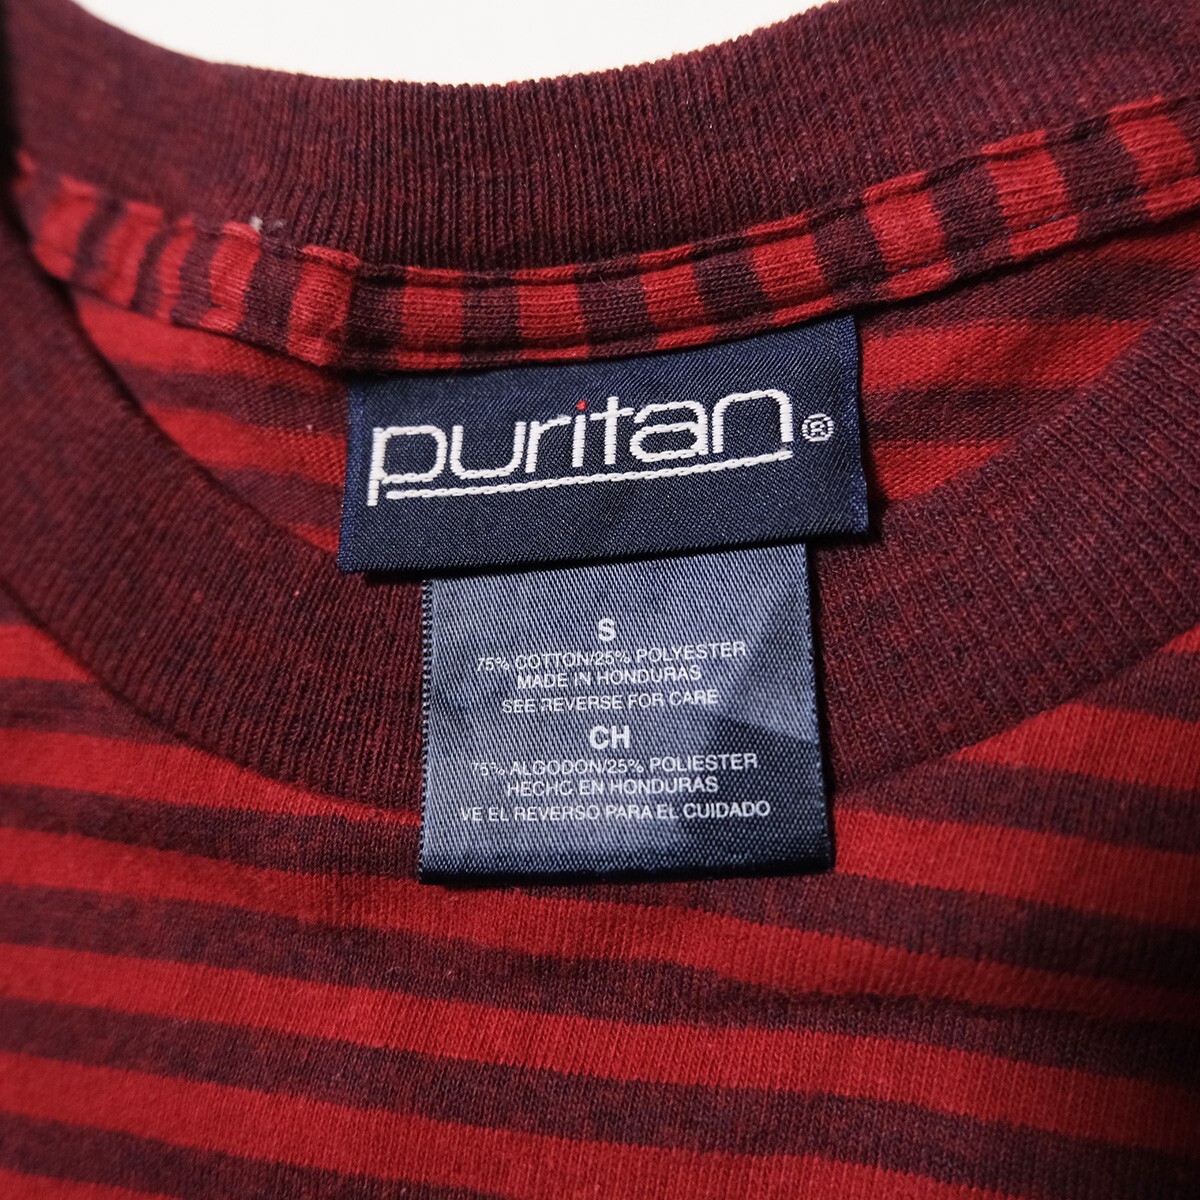 puritan®
S
75% COTTON/25% POLYESTER
MADE IN HONDURAS
SEE REVERSE FOR CARE
CH
75% ALGODON/25% POLIESTER
HECHO EN HONDURAS
VE EL REVERSO PARA EL CUIDADO